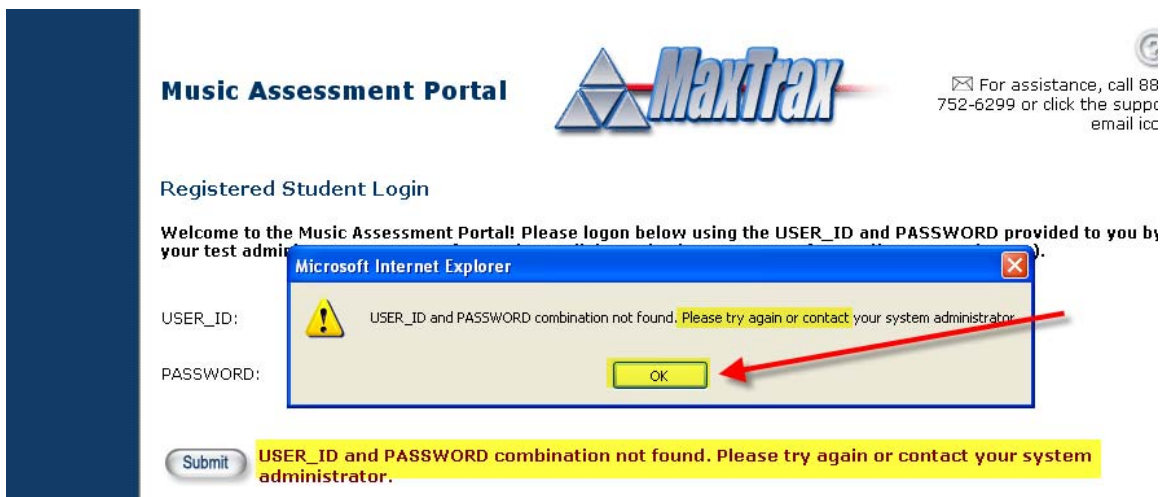 Music Assessment Portal
MaxTrax
For assistance, call 88
752-6299 or click the suppo
email ico
Registered Student Login
Welcome to the Music Assessment Portal! Please logon below using the USER_ID and PASSWORD provided to you by
your test admi
).
Microsoft Internet Explorer
USER_ID and PASSWORD combination not found. Please try again or contact your system administrator
USER_ID:
PASSWORD:
OK
Submit
USER_ID and PASSWORD combination not found. Please try again or contact your system
administrator.